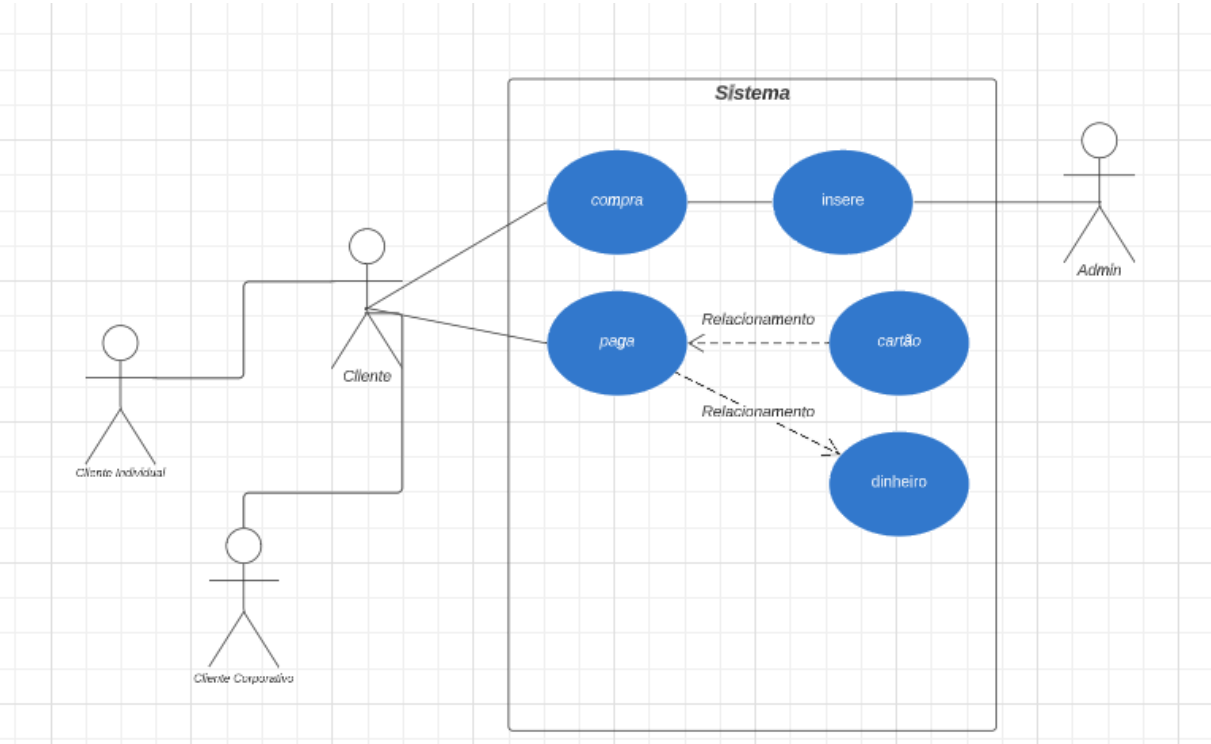 Sistema
compra
insere
Admin
Cliente
Relacionamento
paga
cartão
Relacionamento
Cliente Individual
dinheiro
Cliente Corporativo